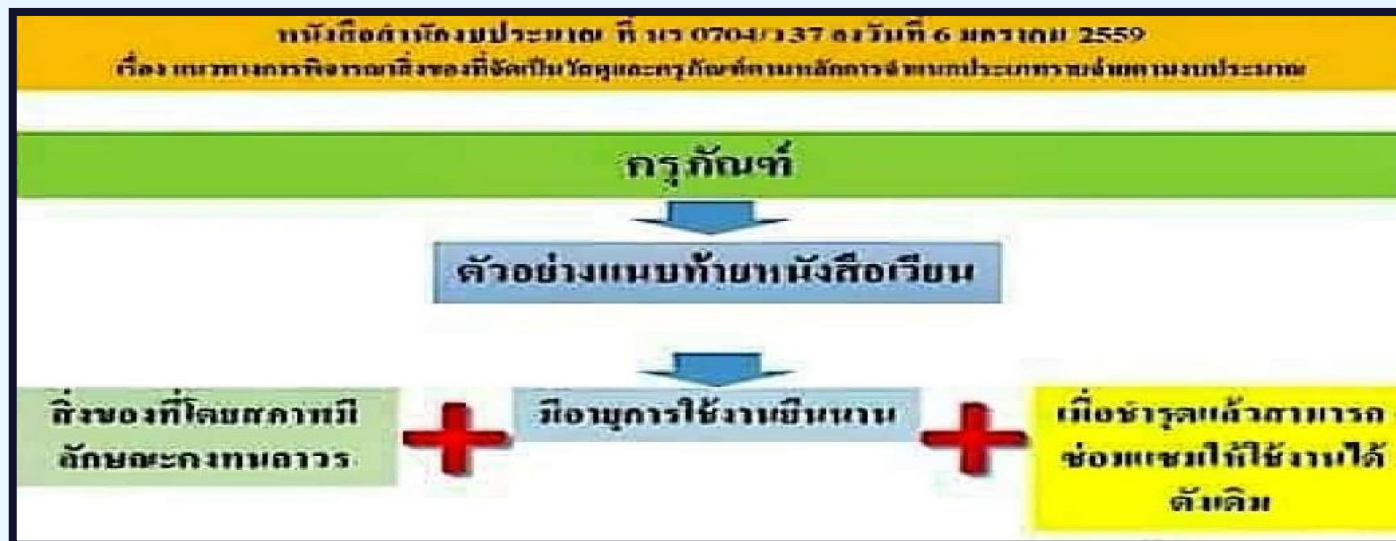 หนังสือสำนักงบประมาณ ที่ นร 0704/ว37 ลงวันที่ 6 มกราคม 2559
เรื่อง แนวทางการพิจารณาสิ่งของที่จัดเป็นวัสดุและครุภัณฑ์ตามหลักการจำแนกประเภทรายจ่ายตามงบประมาณ
ครุภัณฑ์
ตัวอย่างแนบท้ายหนังสือเวียน
สิ่งของที่โดยสภาพมี
ลักษณะคงทนถาวร
มีอายุการใช้งานยืนนาน
เมื่อชำรุดแล้วสามารถ
ซ่อมแซมให้ใช้งานได้
ดังเดิม